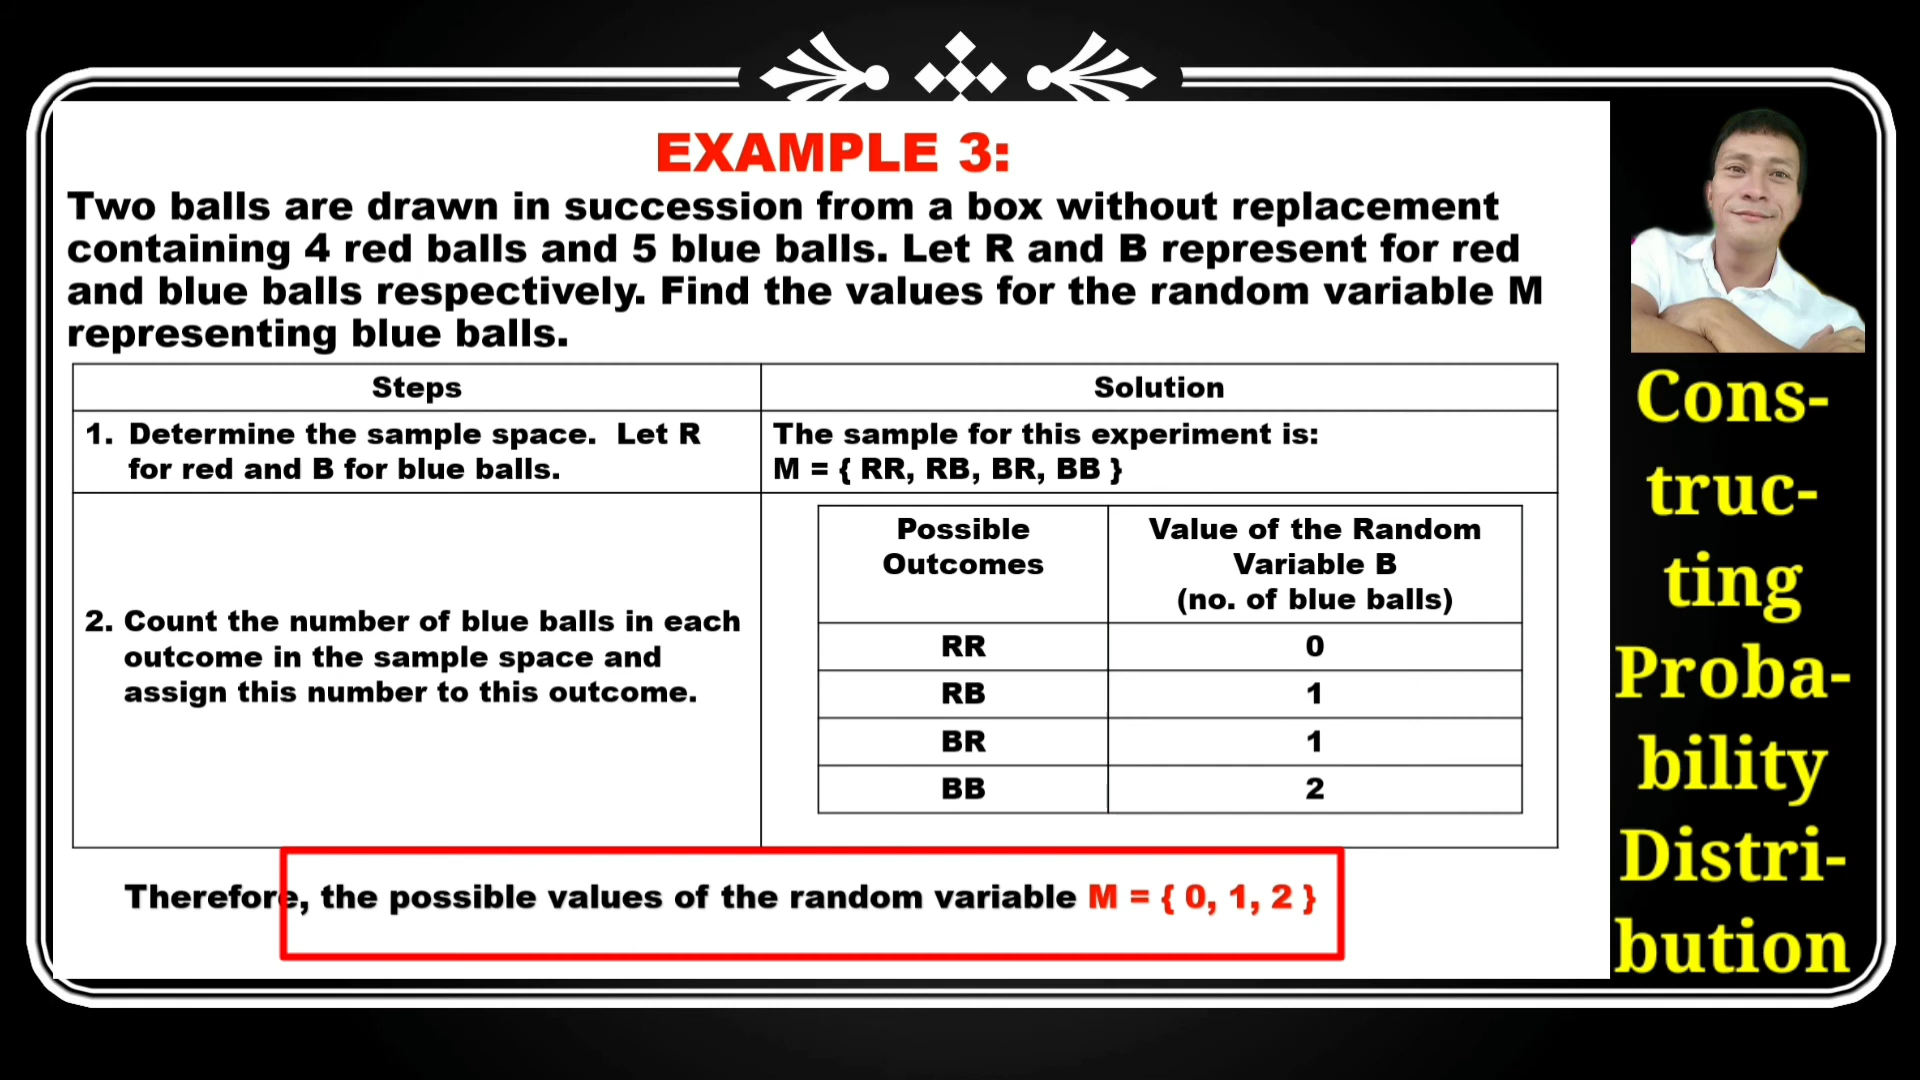 EXAMPLE 3:
Two balls are drawn in succession from a box without replacement
containing 4 red balls and 5 blue balls. Let R and B represent for red
and blue balls respectively. Find the values for the random variable M
representing blue balls.
Steps
Solution
1. Determine the sample space. Let R
for red and B for blue balls.
The sample for this experiment is:
M = { RR, RB, BR, BB }
2. Count the number of blue balls in each
outcome in the sample space and
assign this number to this outcome.
Possible
Outcomes
Value of the Random
Variable B
(no. of blue balls)
RR 0
RB 1
BR 1
BB 2
Therefore, the possible values of the random variable M = { 0, 1, 2 }
Cons-
truc-
ting
Proba-
bility
Distri-
bution